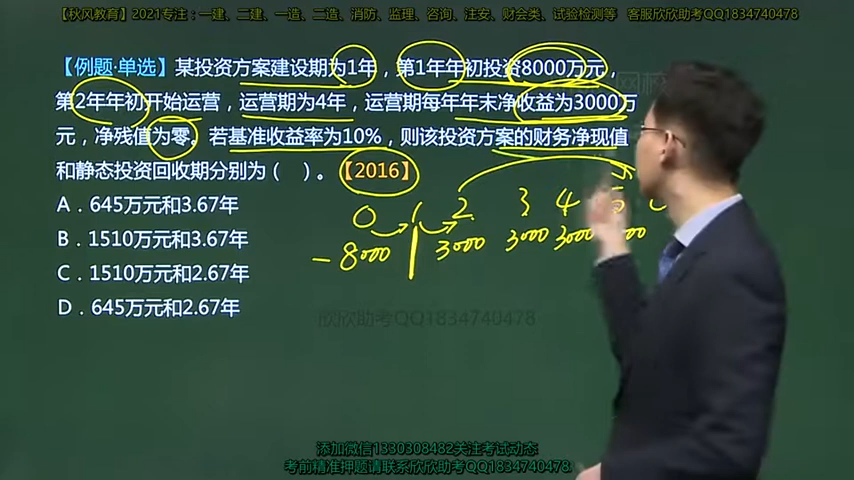 【秋风教育】2021专注：一建、二建、一造、二造、消防、监理、咨询、注安、财会类、试验检测等 客服欣欣助考QQ1834740478
【例题·单选】某投资方案建设期为1年，第1年年初投资8000万元，
第2年年初开始运营，运营期为4年，运营期每年年末净收益为3000万
元，净残值为零。若基准收益率为10%，则该投资方案的财务净现值
和静态投资回收期分别为（ ）。【2016】
A．645万元和3.67年
B．1510万元和3.67年
C．1510万元和2.67年
D．645万元和2.67年
0 1 2 3 4 5
-8000 3000 3000 3000
欣欣助考QQ1834740478
添加微信1330308482关注考试动态
考前精准押题请联系欣欣助考QQ1834740478